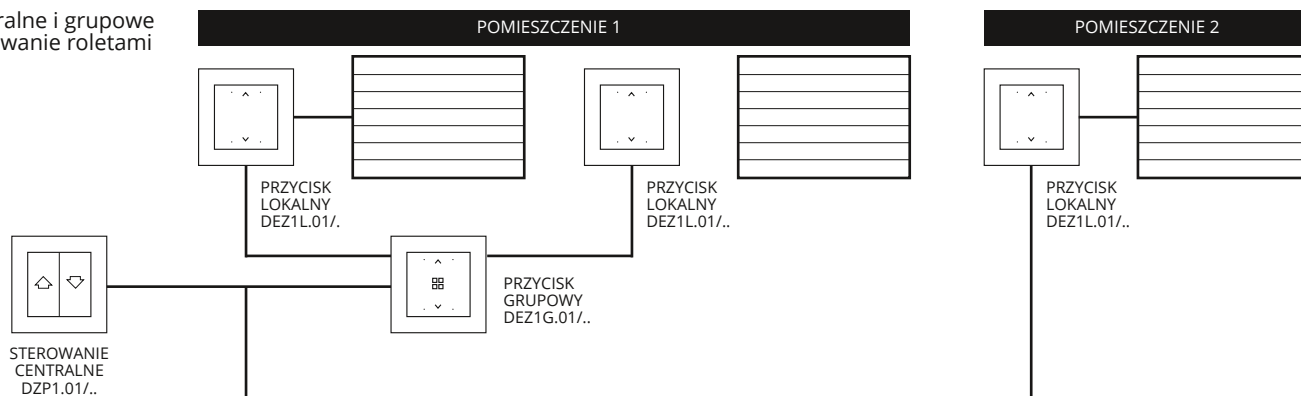 ralne i grupowe
wanie roletami
POMIESZCZENIE 1
POMIESZCZENIE 2
PRZYCISK
LOKALNY
DEZ1L.01/.
PRZYCISK
LOKALNY
DEZ1L.01/..
PRZYCISK
LOKALNY
DEZ1L.01/..
PRZYCISK
GRUPOWY
DEZ1G.01/..
STEROWANIE
CENTRALNE
DZP1.01/..